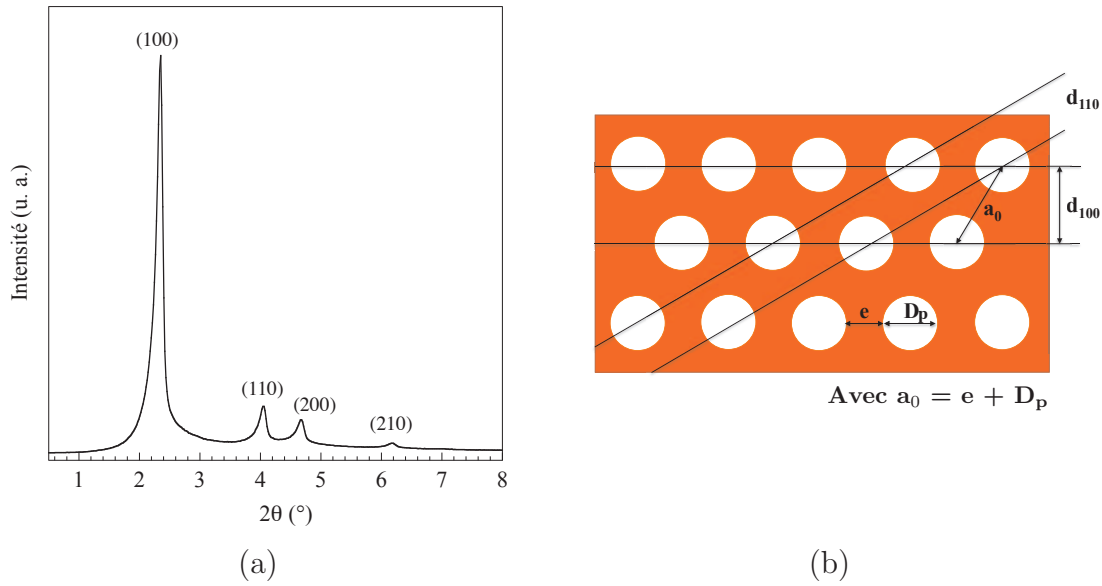 (100)
(110)
(200)
(210)
Intensité (u. a.)
1 2 3 4 5 6 7 8
2θ (°)
(a)
d110
a0
d100
e
Dp
Avec a0 = e + Dp
(b)